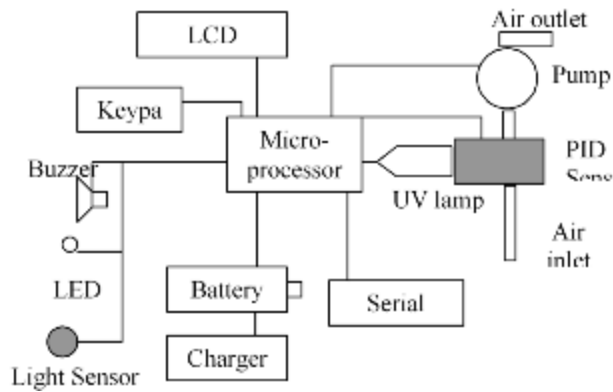 Air outlet
LCD
Pump
Keypa
Micro-
processor
PID
Sens
Buzzer
UV lamp
Air
inlet
LED
Battery
Serial
Charger
Light Sensor